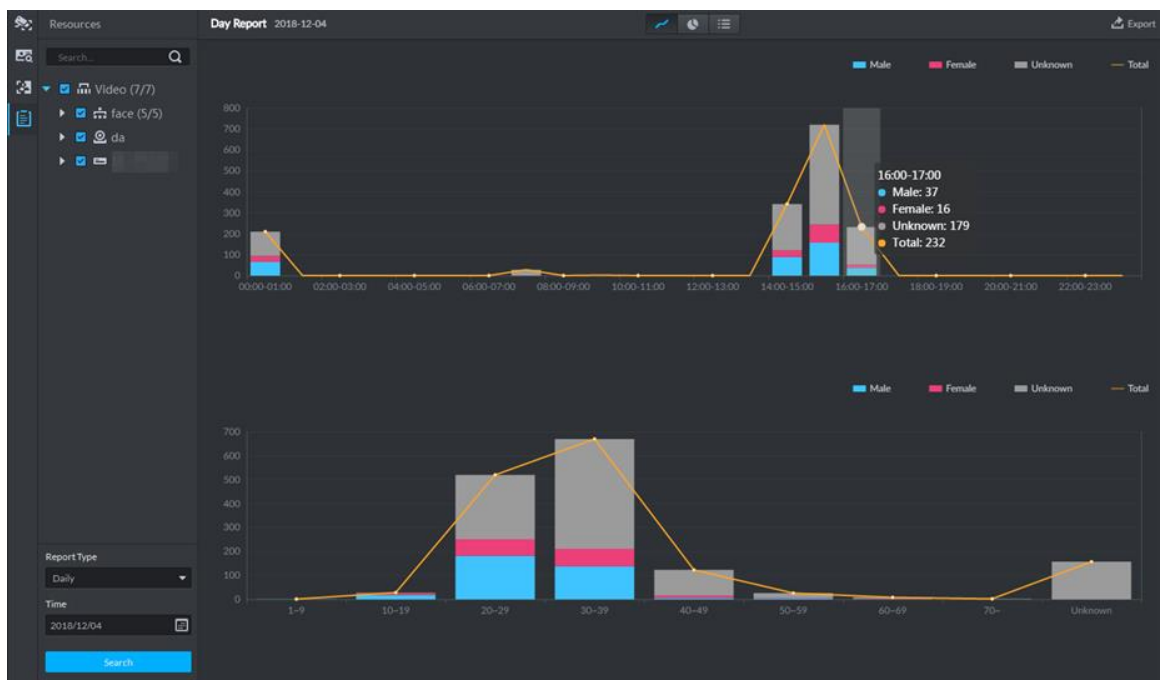 Resources
Day Report 2018-12-04
Export
Search...
Video (7/7)
face (5/5)
da
Male
Female
Unknown
Total
800
700
600
500
400
300
200
100
0
00:00-01:00
02:00-03:00
04:00-05:00
06:00-07:00
08:00-09:00
10:00-11:00
12:00-13:00
14:00-15:00
16:00-17:00
18:00-19:00
20:00-21:00
22:00-23:00
16:00-17:00
Male: 37
Female: 16
Unknown: 179
Total: 232
Male
Female
Unknown
Total
700
600
500
400
300
200
100
0
1~9
10~19
20~29
30~39
40~49
50~59
60~69
70~
Unknown
Report Type
Daily
Time
2018/12/04
Search